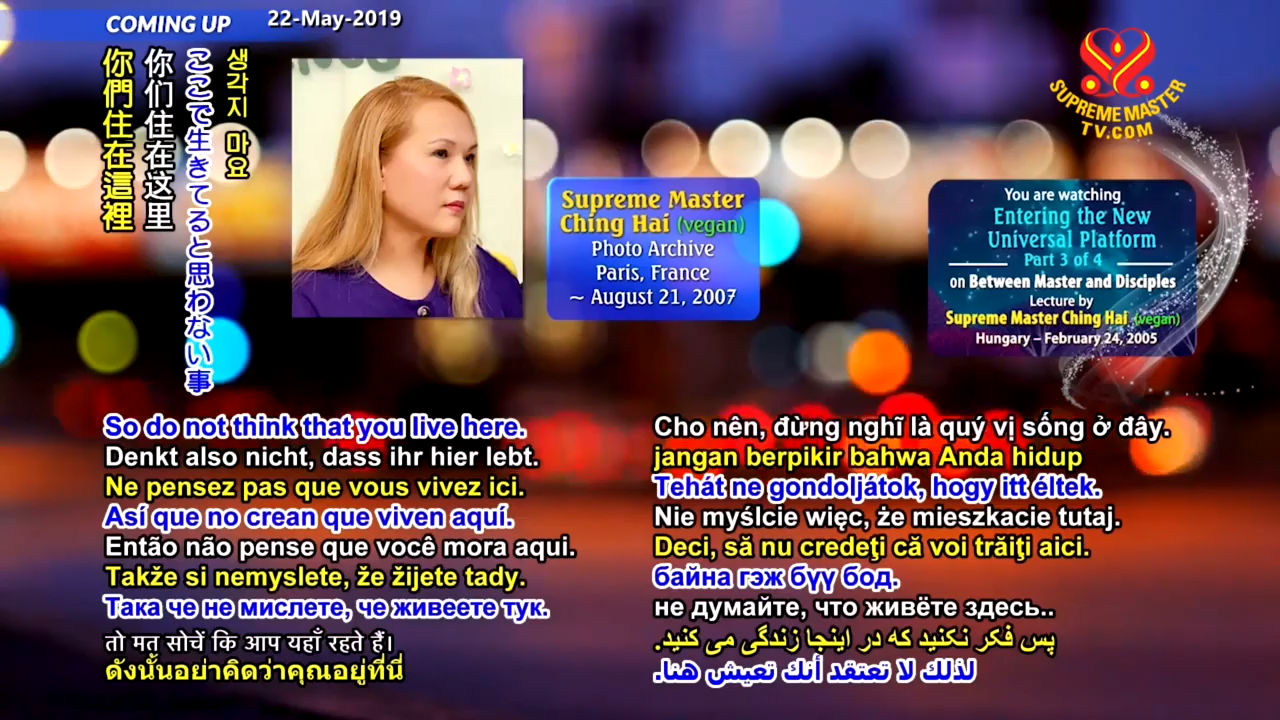 COMING UP
22-May-2019
你們住在這裡
你们住在这里
ここで生きてると思わない事
생각지 마요
SUPREME MASTER
TV.COM
Supreme Master
Ching Hai (vegan)
Photo Archive
Paris, France
~ August 21, 2007
You are watching
Entering the New
Universal Platform
Part 3 of 4
on Between Master and Disciples
Lecture by
Supreme Master Ching Hai (vegan)
Hungary – February 24, 2005
So do not think that you live here.
Denkt also nicht, dass ihr hier lebt.
Ne pensez pas que vous vivez ici.
Así que no crean que viven aquí.
Então não pense que você mora aqui.
Takže si nemyslete, že žijete tady.
Така че не мислете, че живеете тук.
तो मत सोचें कि आप यहाँ रहते हैं।
ดังนั้นอย่าคิดว่าคุณอยู่ที่นี่
Cho nên, đừng nghĩ là quý vị sống ở đây.
jangan berpikir bahwa Anda hidup
Tehát ne gondoljátok, hogy itt éltek.
Nie myślcie więc, że mieszkacie tutaj.
Deci, să nu credeţi că voi trăiţi aici.
байна гэж бүү бод.
не думайте, что живёте здесь..
پس فکر نکنید که در اینجا زندگی می کنید.
لذلك لا تعتقد أنك تعيش هنا.